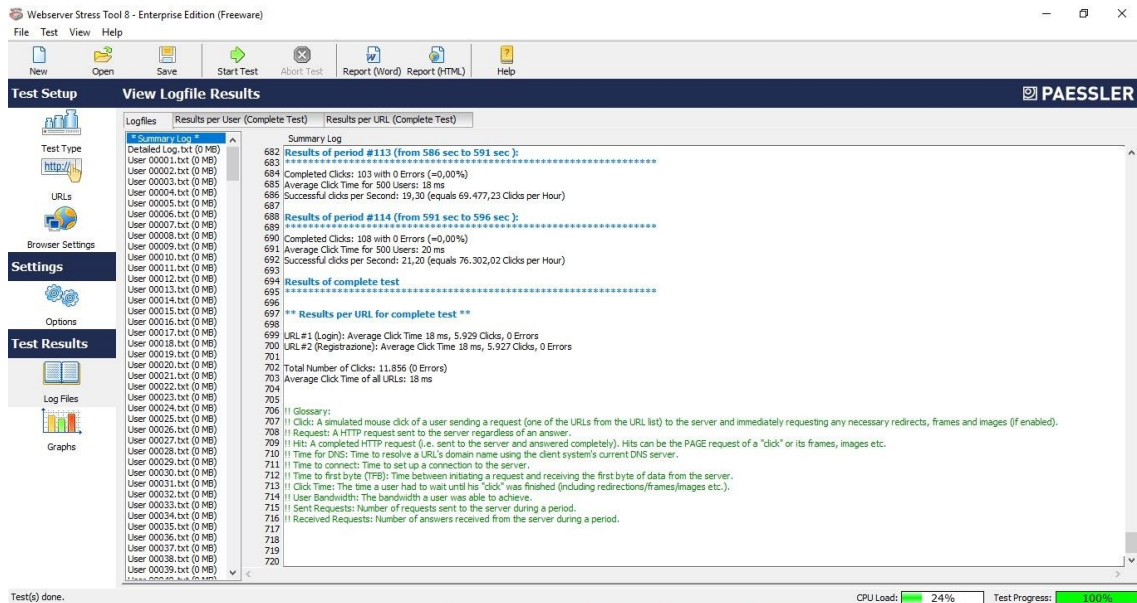 Webserver Stress Tool 8 - Enterprise Edition (Freeware)
File Test View Help
New Open Save Start Test Abort Test Report (Word) Report (HTML) Help
Test Setup
View Logfile Results
PAESSLER
Test Type
http://
URLs
Browser Settings
Settings
Options
Test Results
Log Files
Graphs
Logfiles Results per User (Complete Test) Results per URL (Complete Test)
* Summary Log *
Detailed Log.txt (0 MB)
User 00001.txt (0 MB)
User 00002.txt (0 MB)
User 00003.txt (0 MB)
User 00004.txt (0 MB)
User 00005.txt (0 MB)
User 00006.txt (0 MB)
User 00007.txt (0 MB)
User 00008.txt (0 MB)
User 00009.txt (0 MB)
User 00010.txt (0 MB)
User 00011.txt (0 MB)
User 00012.txt (0 MB)
User 00013.txt (0 MB)
User 00014.txt (0 MB)
User 00015.txt (0 MB)
User 00016.txt (0 MB)
User 00017.txt (0 MB)
User 00018.txt (0 MB)
User 00019.txt (0 MB)
User 00020.txt (0 MB)
User 00021.txt (0 MB)
User 00022.txt (0 MB)
User 00023.txt (0 MB)
User 00024.txt (0 MB)
User 00025.txt (0 MB)
User 00026.txt (0 MB)
User 00027.txt (0 MB)
User 00028.txt (0 MB)
User 00029.txt (0 MB)
User 00030.txt (0 MB)
User 00031.txt (0 MB)
User 00032.txt (0 MB)
User 00033.txt (0 MB)
User 00034.txt (0 MB)
User 00035.txt (0 MB)
User 00036.txt (0 MB)
User 00037.txt (0 MB)
User 00038.txt (0 MB)
User 00039.txt (0 MB)
Summary Log
682 Results of period #113 (from 586 sec to 591 sec ):
683 **************************************************************
684 Completed Clicks: 103 with 0 Errors (=0,00%)
685 Average Click Time for 500 Users: 18 ms
686 Successful clicks per Second: 19,30 (equals 69.477,23 Clicks per Hour)
687
688 Results of period #114 (from 591 sec to 596 sec ):
689 **************************************************************
690 Completed Clicks: 108 with 0 Errors (=0,00%)
691 Average Click Time for 500 Users: 20 ms
692 Successful clicks per Second: 21,20 (equals 76.302,02 Clicks per Hour)
693
694 Results of complete test
695 **************************************************************
696
697 ** Results per URL for complete test **
698
699 URL#1 (Login): Average Click Time 18 ms, 5.929 Clicks, 0 Errors
700 URL#2 (Registrazione): Average Click Time 18 ms, 5.927 Clicks, 0 Errors
701
702 Total Number of Clicks: 11.856 (0 Errors)
703 Average Click Time of all URLs: 18 ms
704
705
706 !! Glossary:
707 !! Click: A simulated mouse click of a user sending a request (one of the URLs from the URL list) to the server and immediately requesting any necessary redirects, frames and images (if enabled).
708 !! Request: A HTTP request sent to the server regardless of an answer.
709 !! Hit: A completed HTTP request (i.e. sent to the server and answered completely). Hits can be the PAGE request of a "click" or its frames, images etc.
710 !! Time for DNS: Time to resolve a URL's domain name using the client system's current DNS server.
711 !! Time to connect: Time to set up a connection to the server.
712 !! Time to first byte (TFB): Time between initiating a request and receiving the first byte of data from the server.
713 !! Click Time: The time a user had to wait until his "click" was finished (including redirections/frames/images etc.).
714 !! User Bandwidth: The bandwidth a user was able to achieve.
715 !! Sent Requests: Number of requests sent to the server during a period.
716 !! Received Requests: Number of answers received from the server during a period.
717
718
719
720
Test(s) done.
CPU Load: 24% Test Progress: 100%